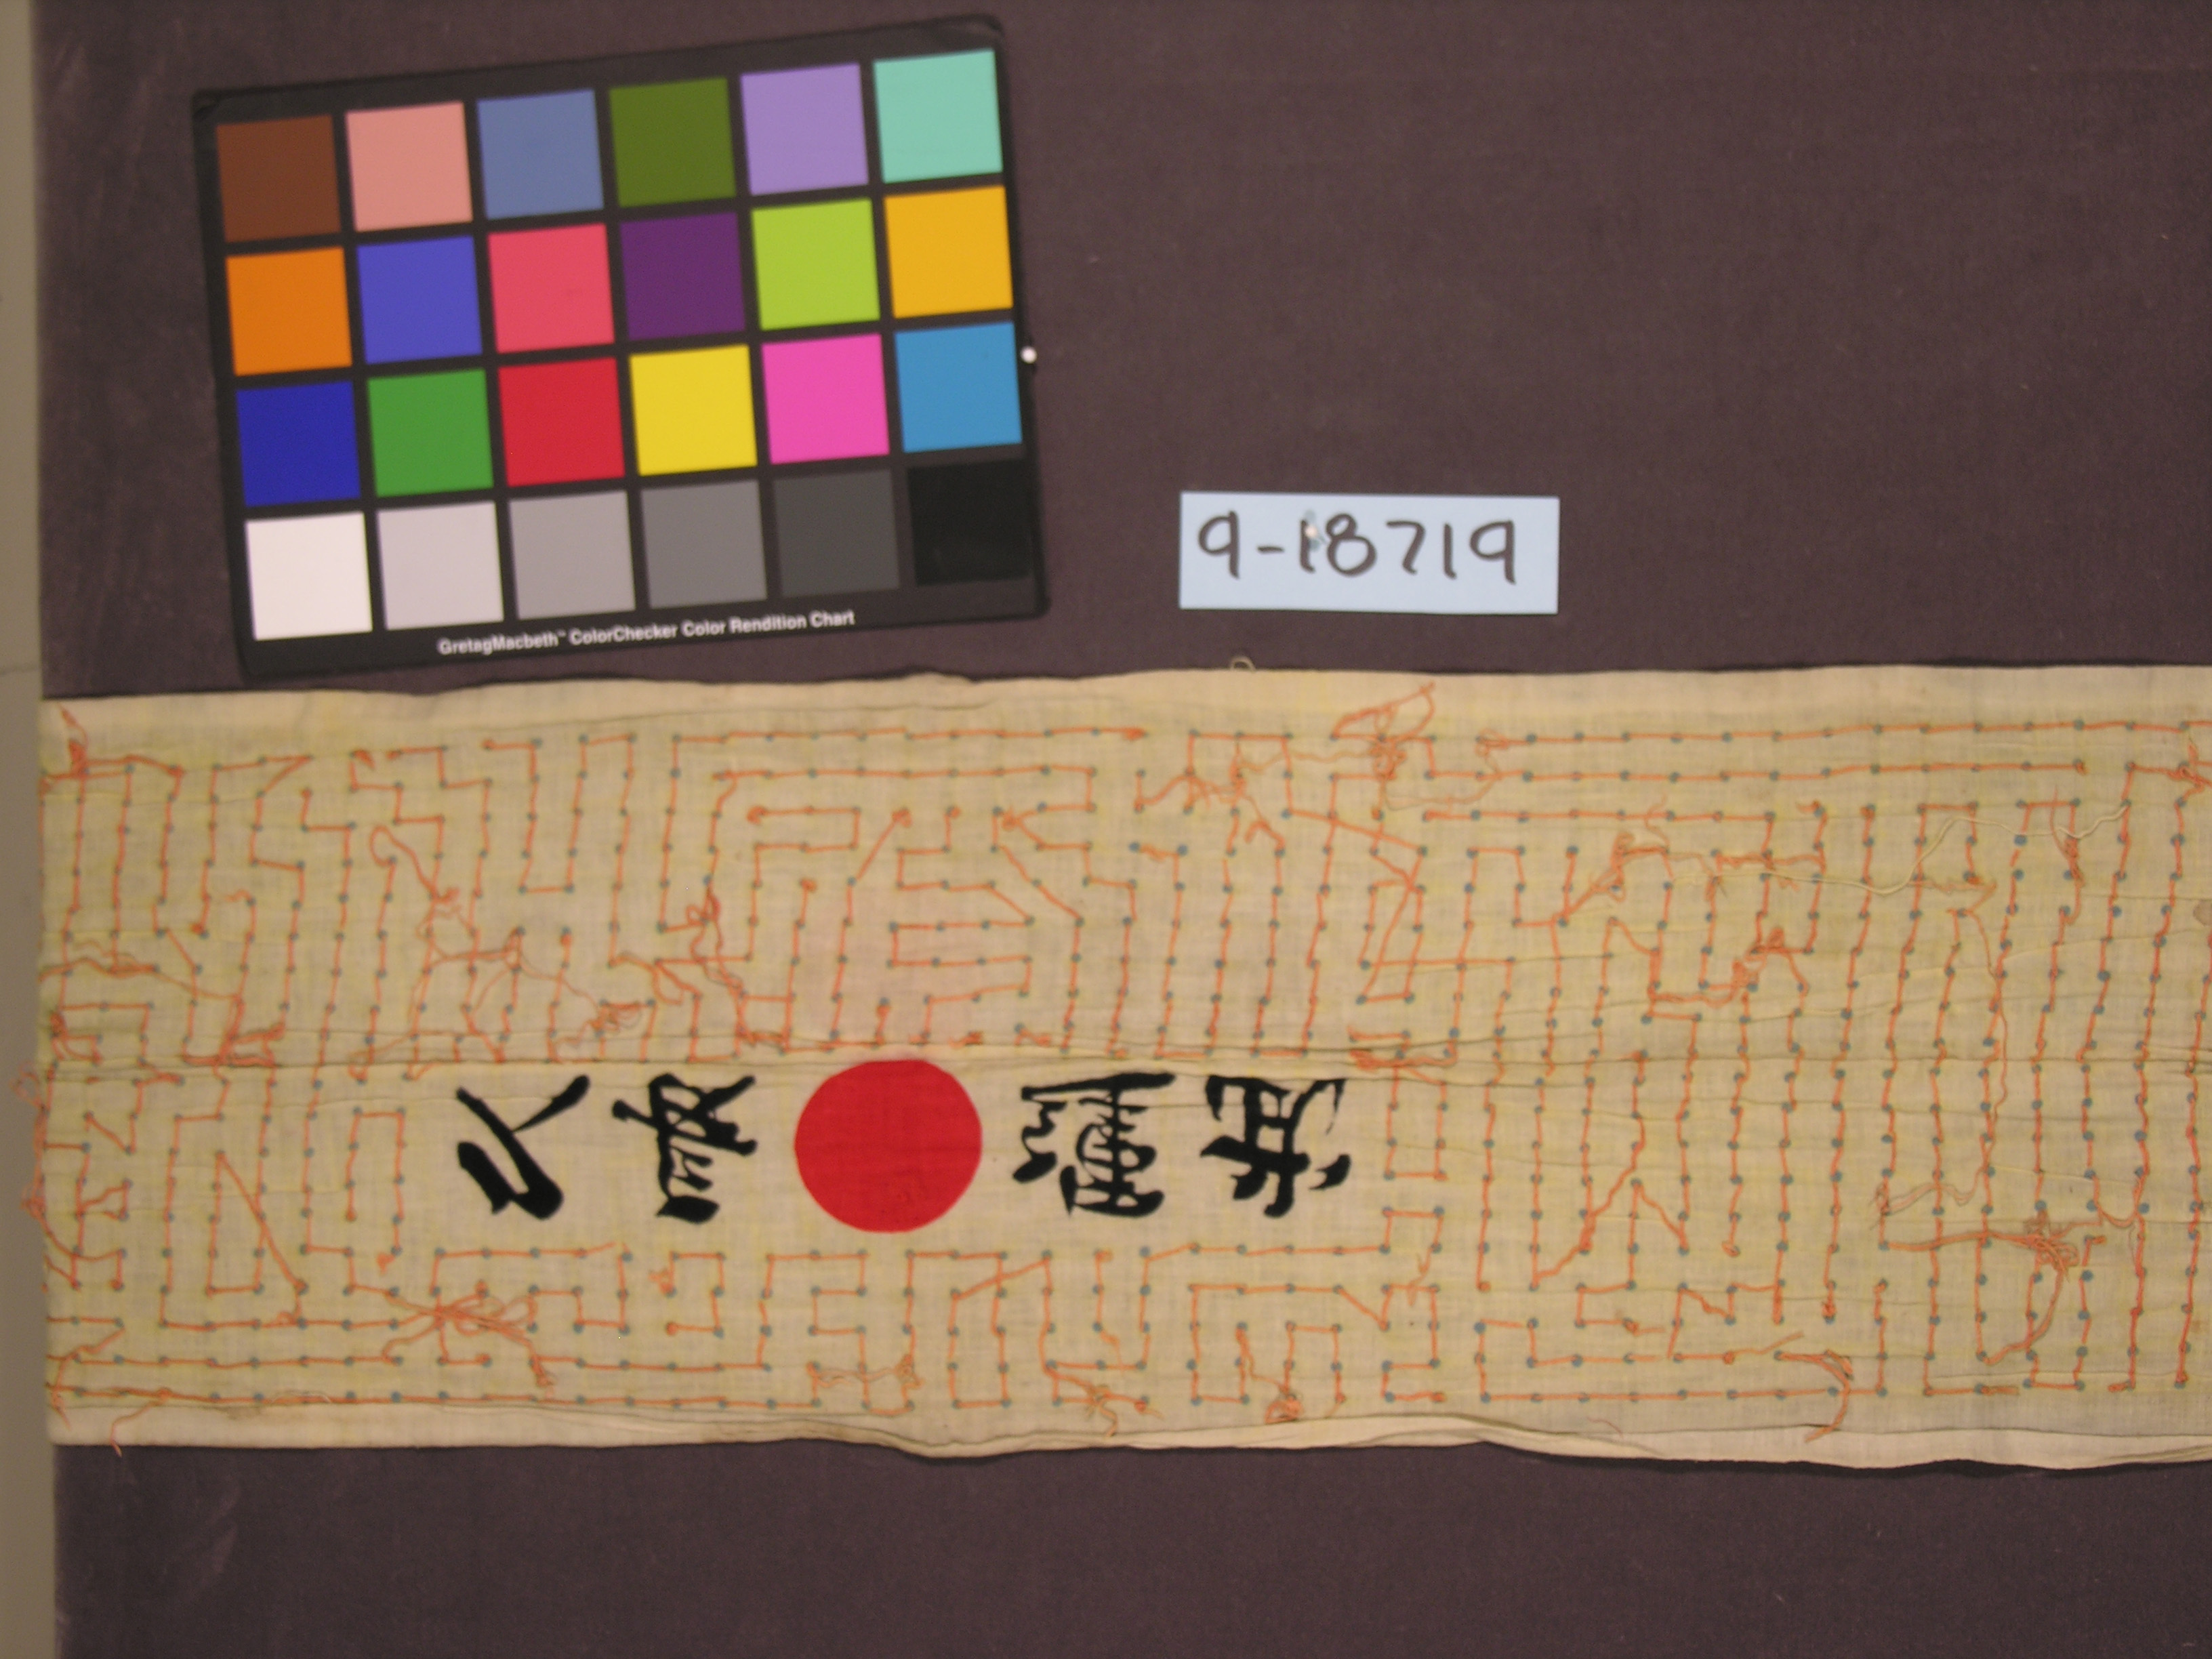 GretagMacbeth™ ColorChecker Color Rendition Chart
9-18719
武運長久